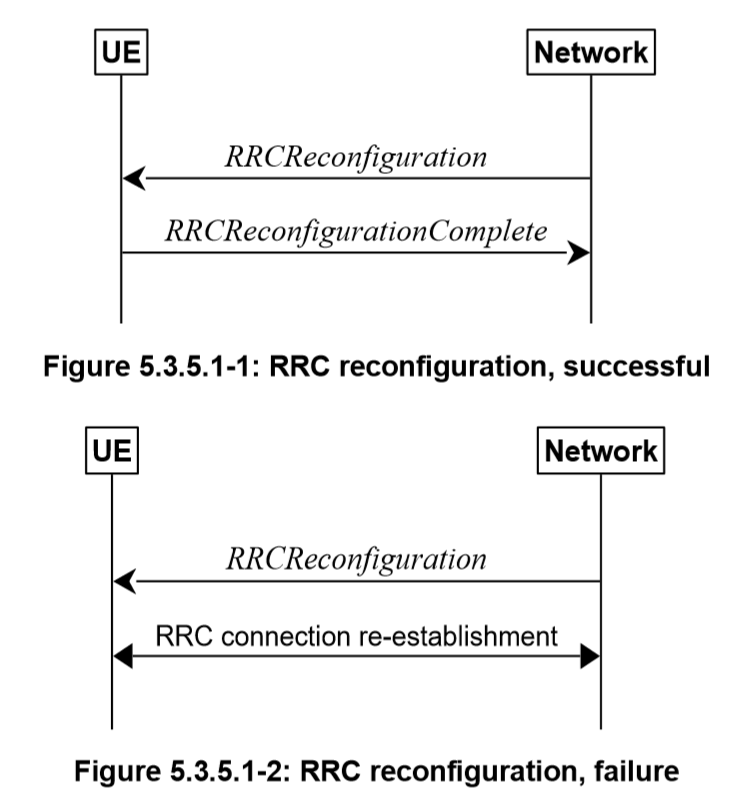 UE
Network
RRCReconfiguration
RRCReconfigurationComplete
Figure 5.3.5.1-1: RRC reconfiguration, successful
UE
Network
RRCReconfiguration
RRC connection re-establishment
Figure 5.3.5.1-2: RRC reconfiguration, failure